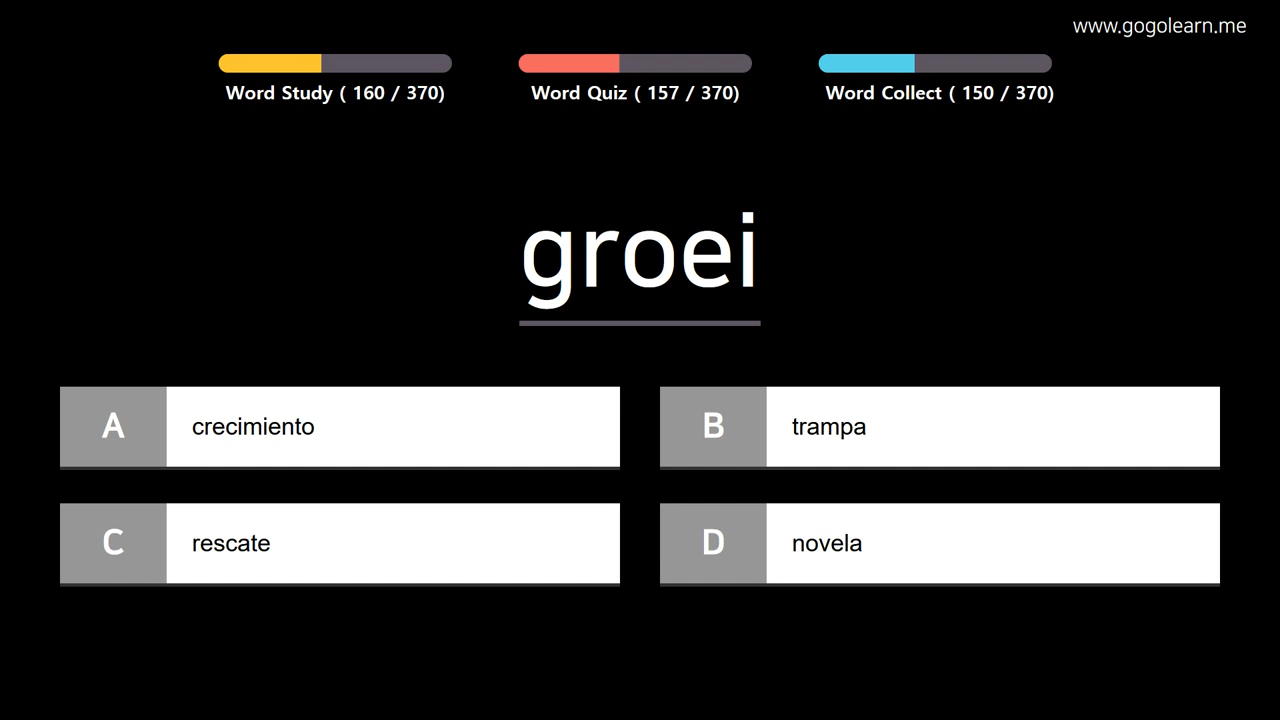 www.gogolearn.me
Word Study ( 160 / 370)
Word Quiz ( 157 / 370)
Word Collect ( 150 / 370)
groei
A crecimiento
B trampa
C rescate
D novela